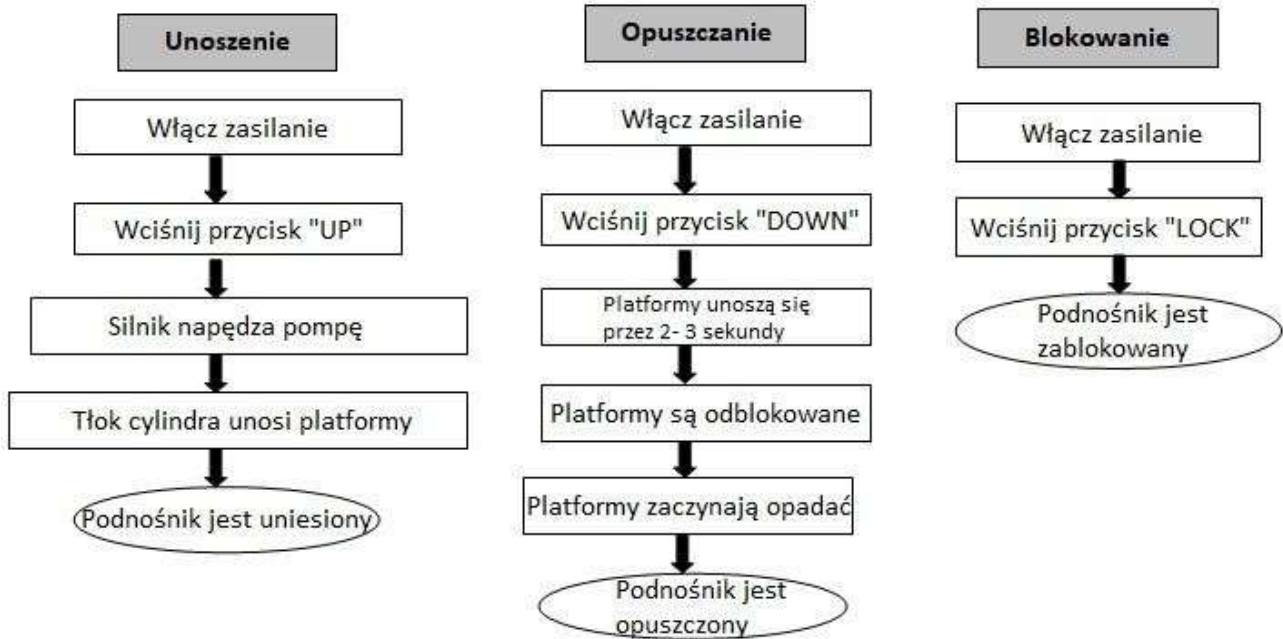 Unoszenie
Włącz zasilanie
Wciśnij przycisk "UP"
Silnik napędza pompę
Tłok cylindra unosi platformy
Podnośnik jest uniesiony
Opuszczanie
Włącz zasilanie
Wciśnij przycisk "DOWN"
Platformy unoszą się
przez 2- 3 sekundy
Platformy są odblokowane
Platformy zaczynają opadać
Podnośnik jest
opuszczony
Blokowanie
Włącz zasilanie
Wciśnij przycisk "LOCK"
Podnośnik jest
zablokowany